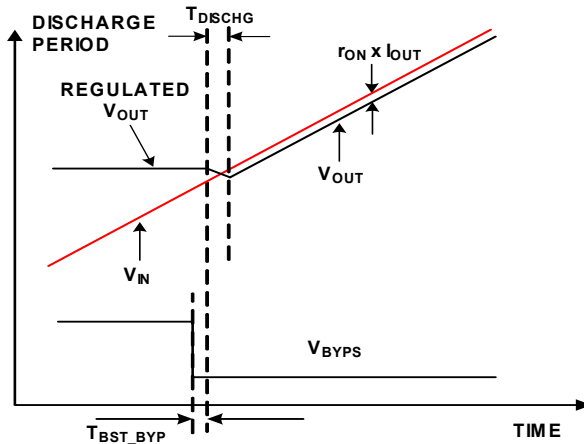 DISCHARGE
PERIOD
TDISCHG
rON x IOUT
REGULATED
VOUT
VOUT
VIN
VBYPS
TBST_BYP
TIME